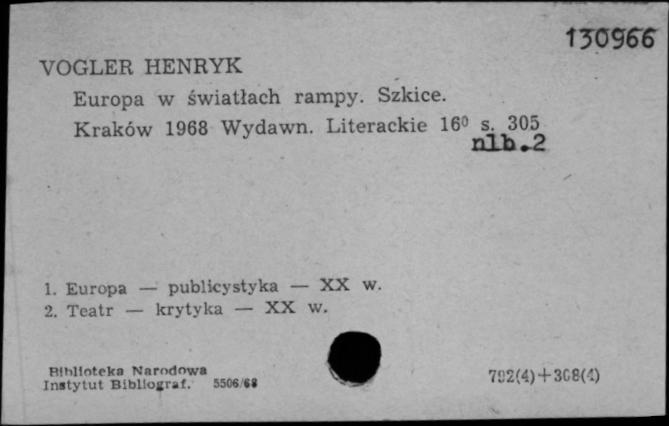 130966
VOGLER HENRYK
Europa w światłach rampy. Szkice.
Kraków 1968 Wydawn. Literackie 16⁰ s. 305
nlb.2
1. Europa — publicystyka — XX w.
2. Teatr — krytyka — XX w.
Biblioteka Narodowa
Instytut Bibliograf. 5506/68
792(4)+308(4)